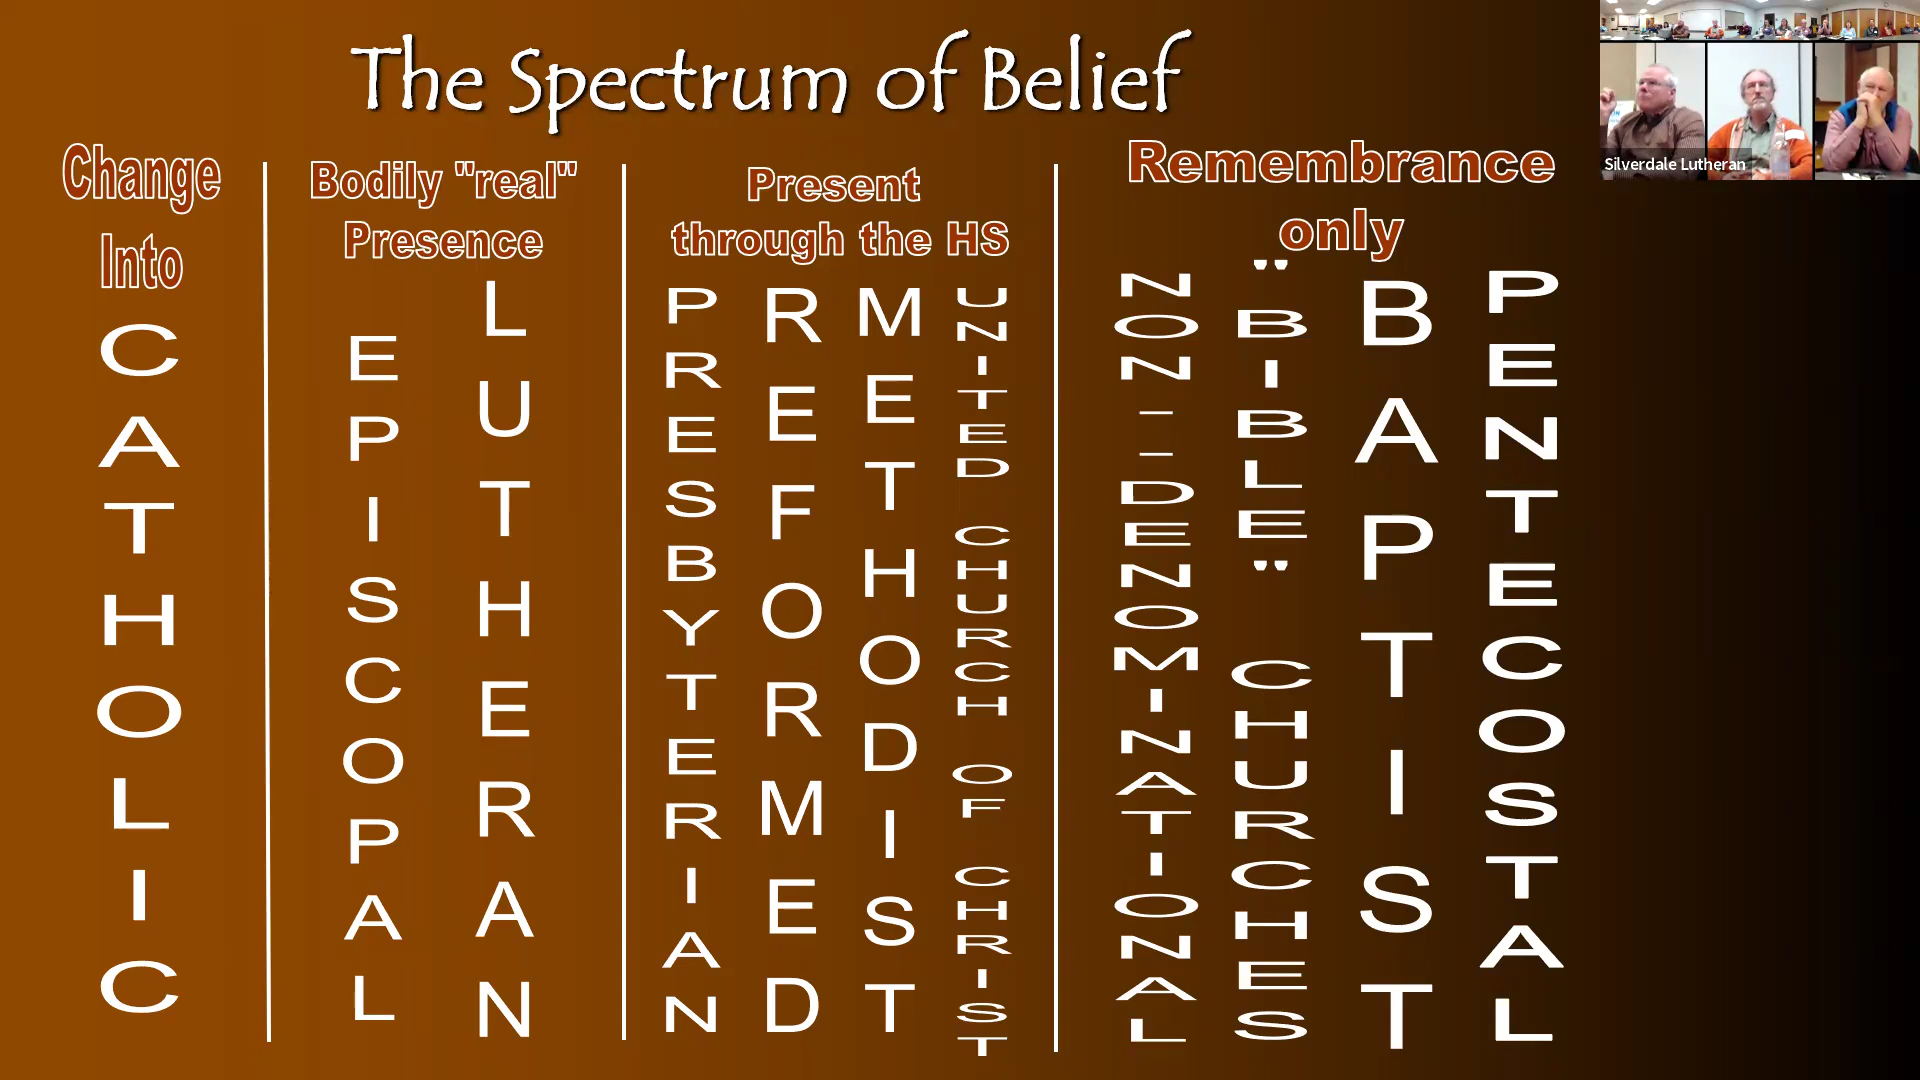 The Spectrum of Belief
Change
Into
CATHOLIC
Bodily "real"
Presence
EPISCOPAL
LUTHERAN
Present
through the HS
PRESBYTERIAN
REFORMED
METHODIST
UNITED CHURCH OF CHRIST
Remembrance
only
NON--DENOMINATIONAL
"BIBLE" CHURCHES
BAPTIST
PENTECOSTAL
Silverdale Lutheran